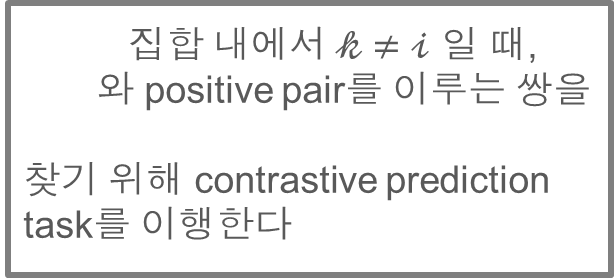 집합 내에서 𝓀 ≠ 𝒾 일 때,
와 positive pair를 이루는 쌍을
찾기 위해 contrastive prediction
task를 이행한다